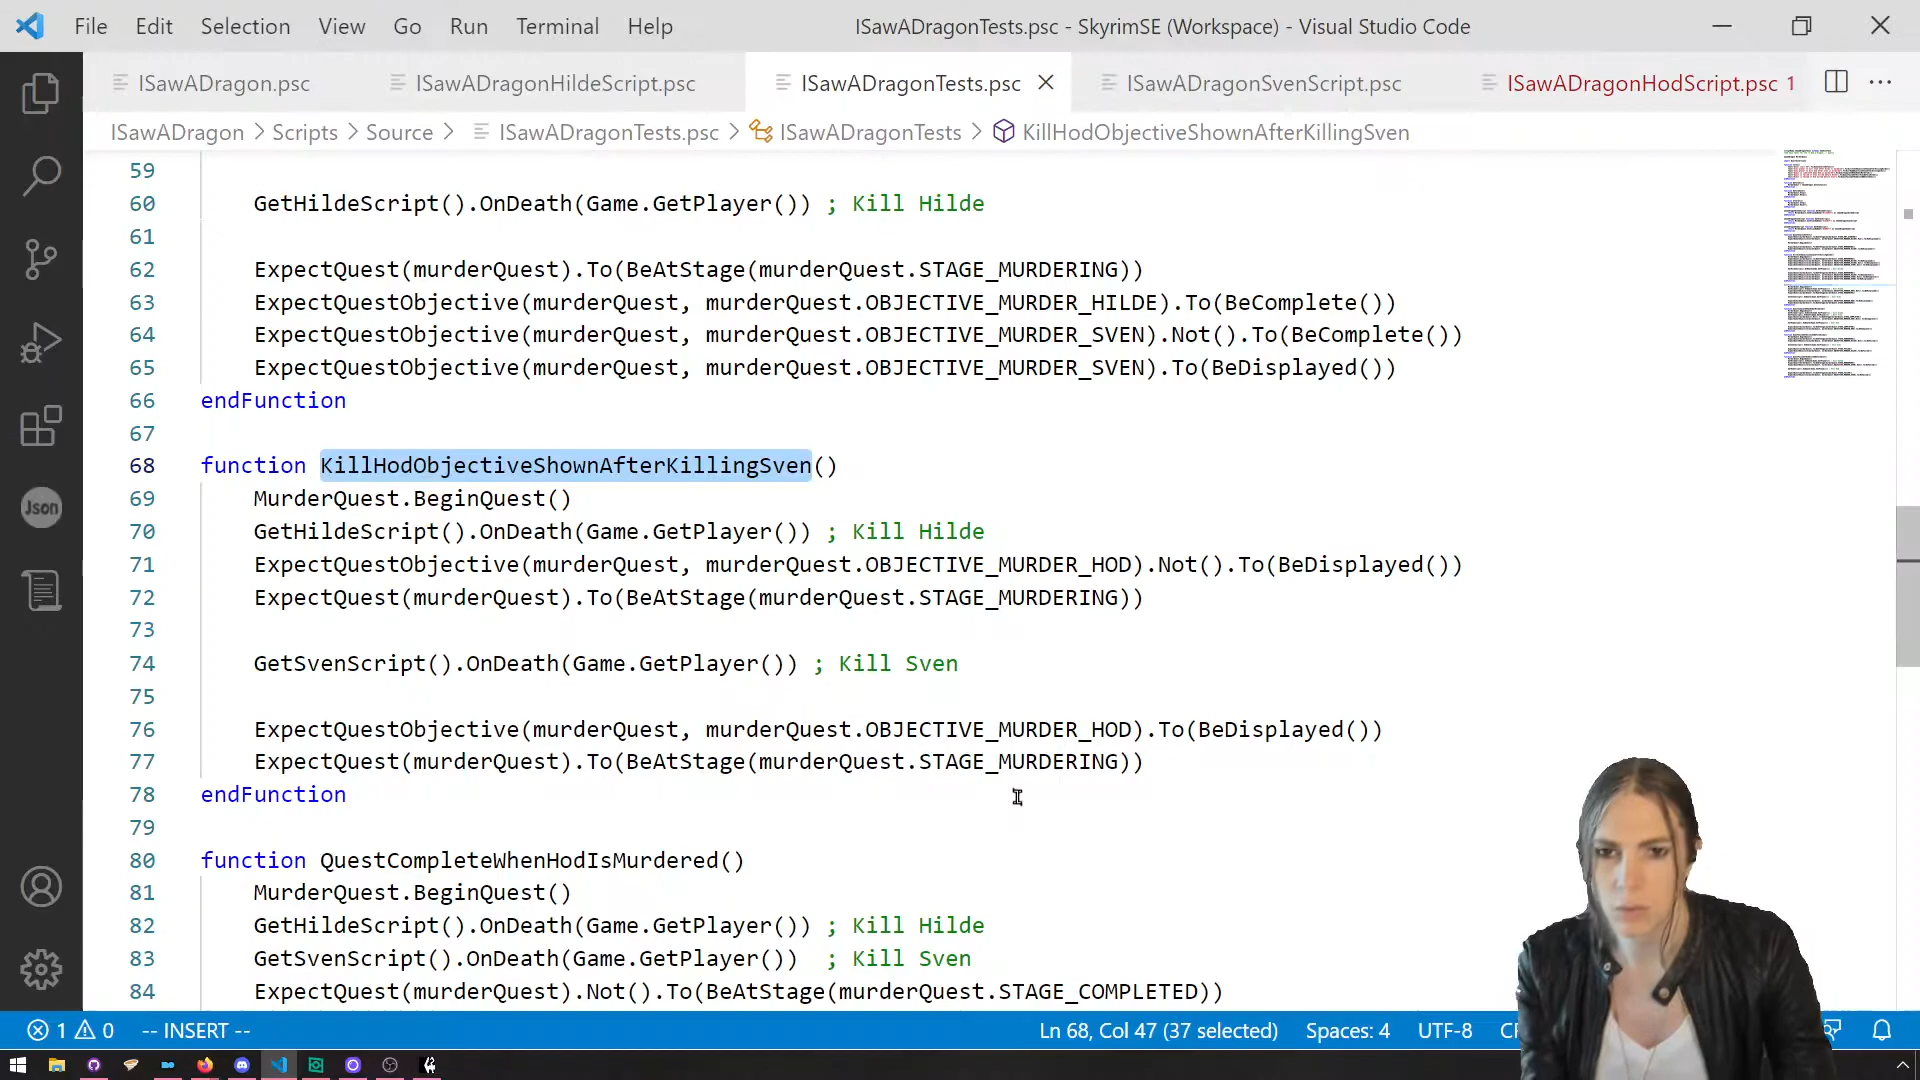 File Edit Selection View Go Run Terminal Help ISawADragonTests.psc - SkyrimSE (Workspace) - Visual Studio Code
ISawADragon.psc ISawADragonHildeScript.psc ISawADragonTests.psc ISawADragonSvenScript.psc ISawADragonHodScript.psc 1
ISawADragon > Scripts > Source > ISawADragonTests.psc > ISawADragonTests > KillHodObjectiveShownAfterKillingSven
59
60 GetHildeScript().OnDeath(Game.GetPlayer()) ; Kill Hilde
61
62 ExpectQuest(murderQuest).To(BeAtStage(murderQuest.STAGE_MURDERING))
63 ExpectQuestObjective(murderQuest, murderQuest.OBJECTIVE_MURDER_HILDE).To(BeComplete())
64 ExpectQuestObjective(murderQuest, murderQuest.OBJECTIVE_MURDER_SVEN).Not().To(BeComplete())
65 ExpectQuestObjective(murderQuest, murderQuest.OBJECTIVE_MURDER_SVEN).To(BeDisplayed())
66 endFunction
67
68 function KillHodObjectiveShownAfterKillingSven()
69 MurderQuest.BeginQuest()
70 GetHildeScript().OnDeath(Game.GetPlayer()) ; Kill Hilde
71 ExpectQuestObjective(murderQuest, murderQuest.OBJECTIVE_MURDER_HOD).Not().To(BeDisplayed())
72 ExpectQuest(murderQuest).To(BeAtStage(murderQuest.STAGE_MURDERING))
73
74 GetSvenScript().OnDeath(Game.GetPlayer()) ; Kill Sven
75
76 ExpectQuestObjective(murderQuest, murderQuest.OBJECTIVE_MURDER_HOD).To(BeDisplayed())
77 ExpectQuest(murderQuest).To(BeAtStage(murderQuest.STAGE_MURDERING))
78 endFunction
79
80 function QuestCompleteWhenHodIsMurdered()
81 MurderQuest.BeginQuest()
82 GetHildeScript().OnDeath(Game.GetPlayer()) ; Kill Hilde
83 GetSvenScript().OnDeath(Game.GetPlayer())  ; Kill Sven
84 ExpectQuest(murderQuest).Not().To(BeAtStage(murderQuest.STAGE_COMPLETED))
Json
1 0 -- INSERT -- Ln 68, Col 47 (37 selected) Spaces: 4 UTF-8